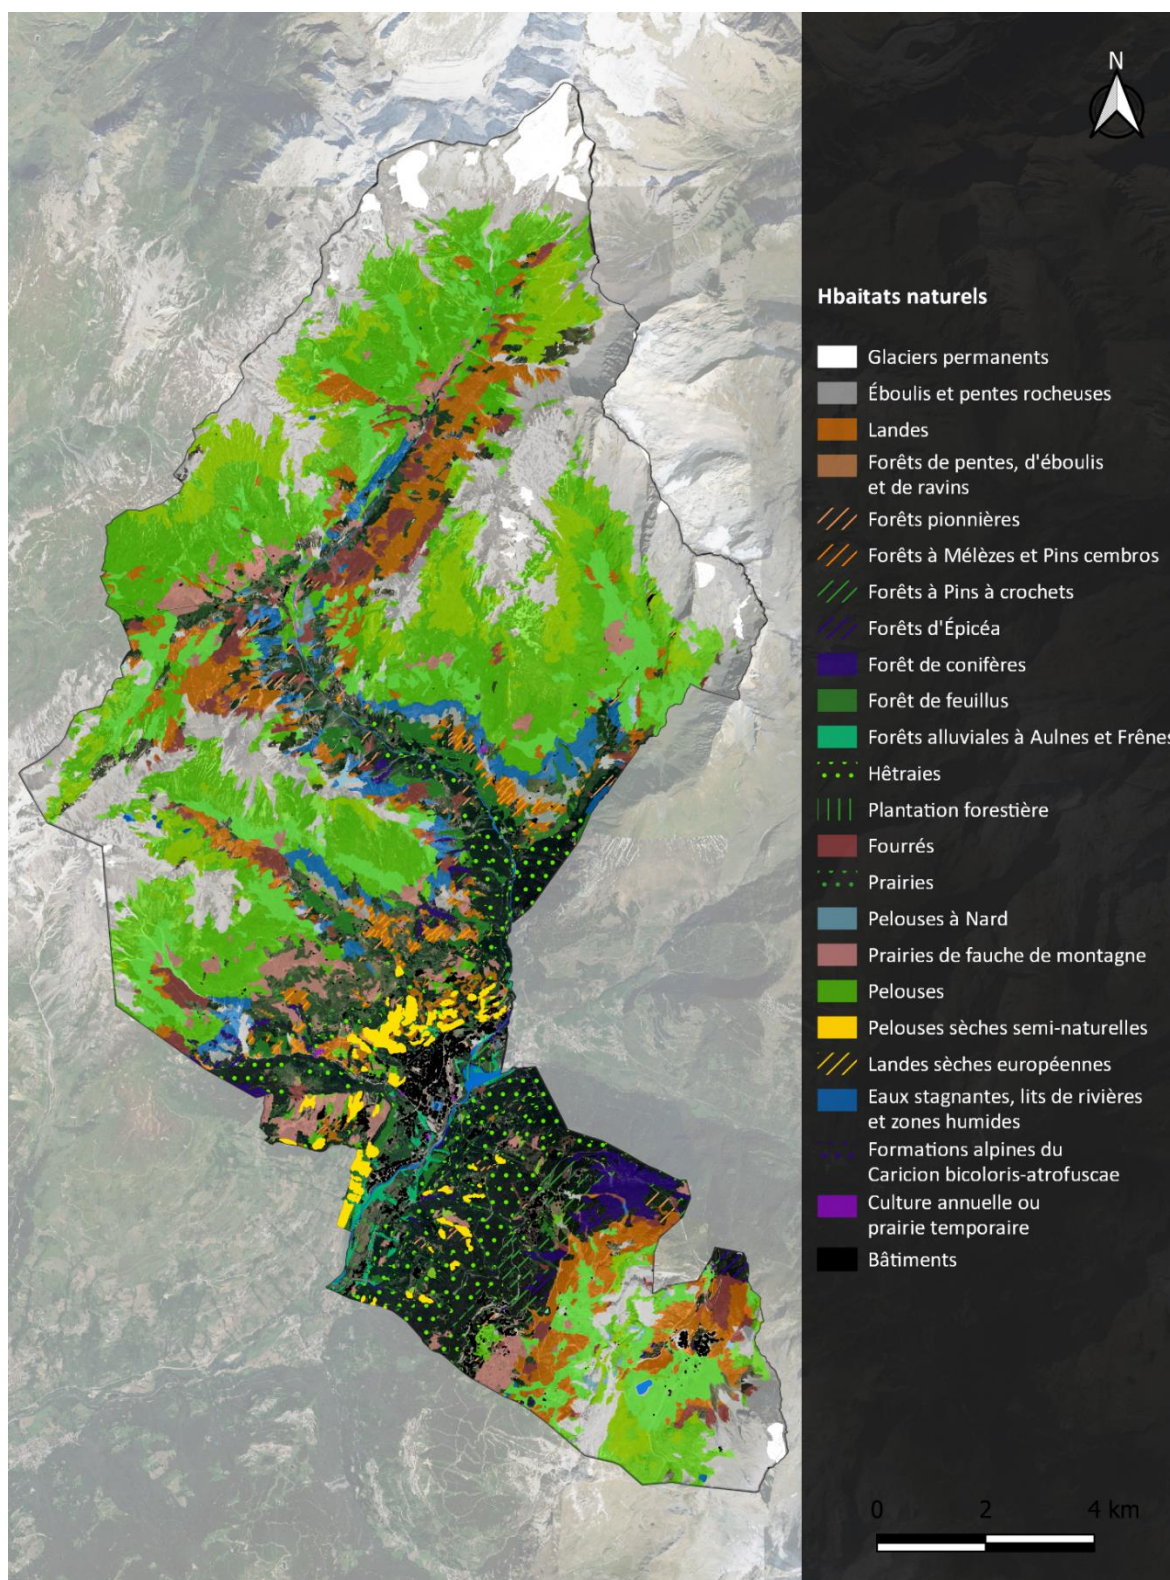 N
Hbaitats naturels
Glaciers permanents
Éboulis et pentes rocheuses
Landes
Forêts de pentes, d'éboulis
et de ravins
Forêts pionnières
Forêts à Mélèzes et Pins cembros
Forêts à Pins à crochets
Forêts d'Épicéa
Forêt de conifères
Forêt de feuillus
Forêts alluviales à Aulnes et Frênes
Hêtraies
Plantation forestière
Fourrés
Prairies
Pelouses à Nard
Prairies de fauche de montagne
Pelouses
Pelouses sèches semi-naturelles
Landes sèches européennes
Eaux stagnantes, lits de rivières
et zones humides
Formations alpines du
Caricion bicoloris-atrofuscae
Culture annuelle ou
prairie temporaire
Bâtiments
0 2 4 km